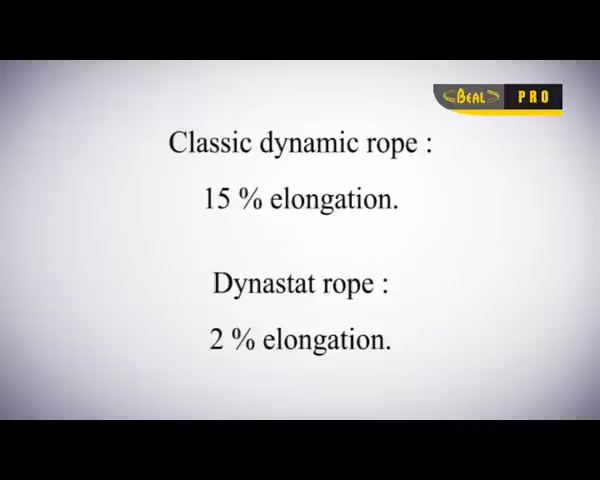 BEAL PRO
Classic dynamic rope :
15 % elongation.
Dynastat rope :
2 % elongation.